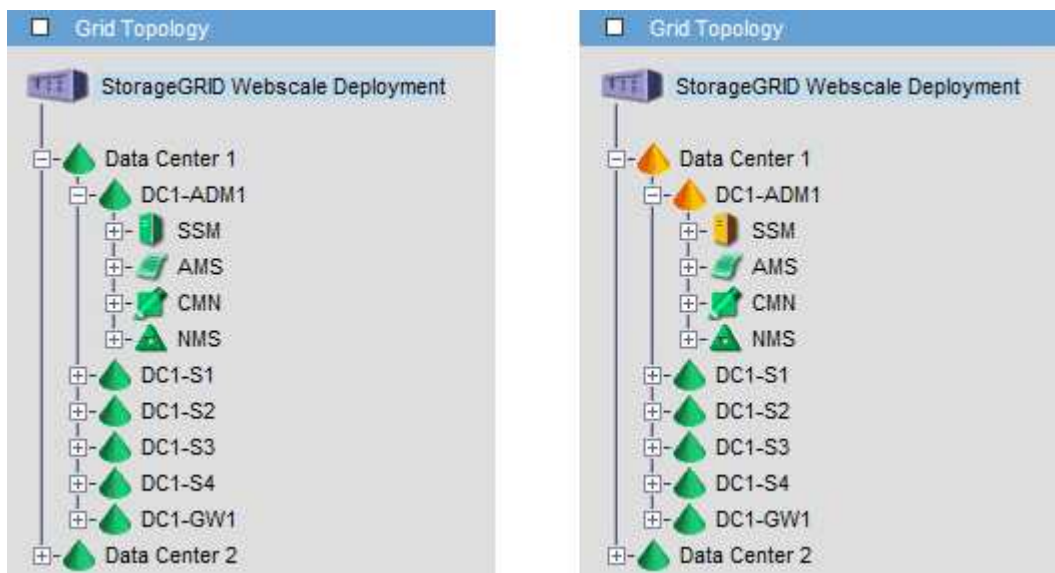 Grid Topology
StorageGRID Webscale Deployment
Data Center 1
DC1-ADM1
SSM
AMS
CMN
NMS
DC1-S1
DC1-S2
DC1-S3
DC1-S4
DC1-GW1
Data Center 2
Grid Topology
StorageGRID Webscale Deployment
Data Center 1
DC1-ADM1
SSM
AMS
CMN
NMS
DC1-S1
DC1-S2
DC1-S3
DC1-S4
DC1-GW1
Data Center 2